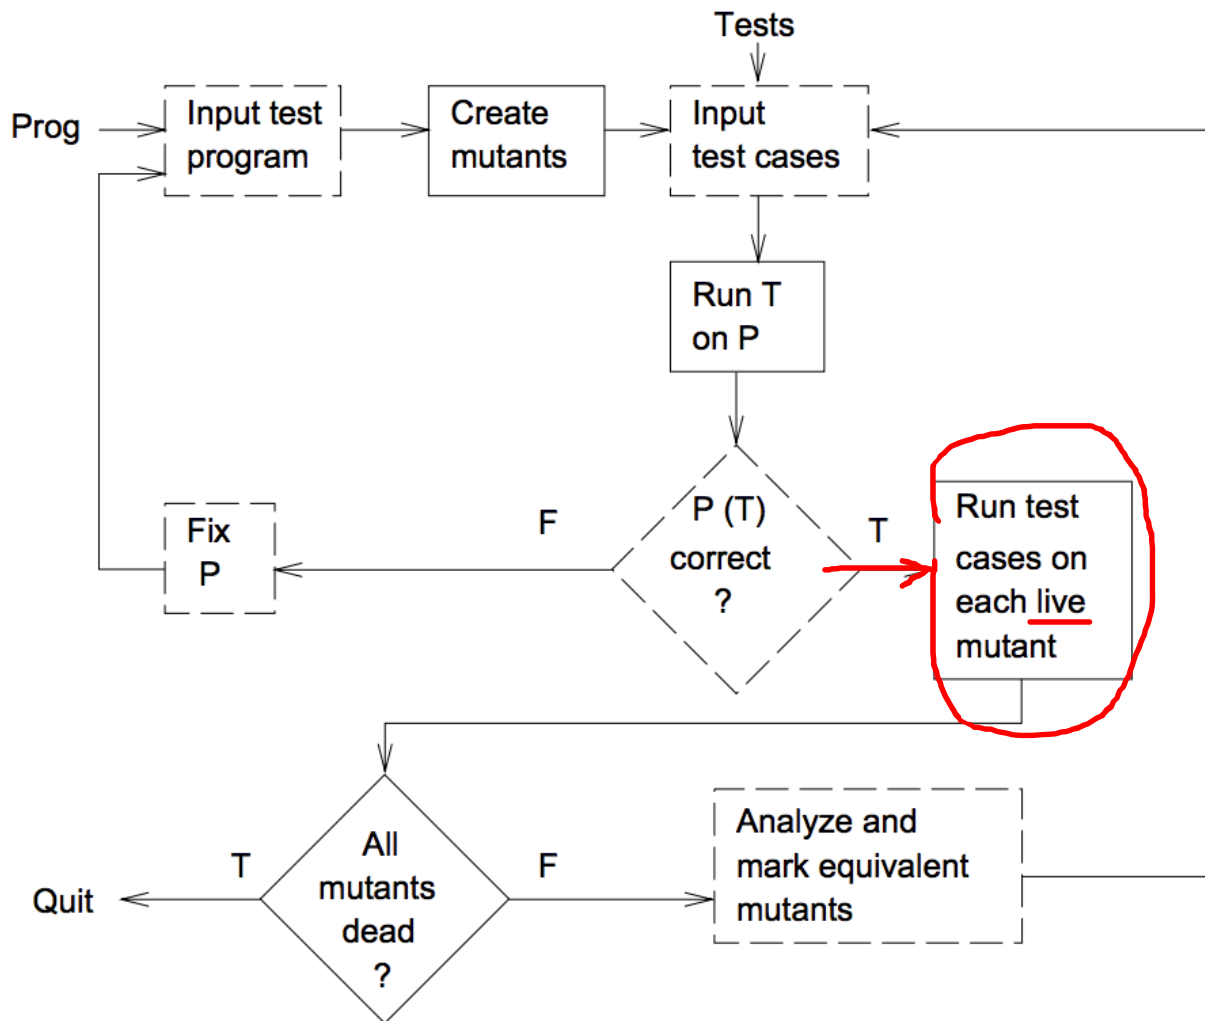 Tests
Prog
Input test
program
Create
mutants
Input
test cases
Run T
on P
P (T)
correct
?
F
T
Fix
P
Run test
cases on
each live
mutant
All
mutants
dead
?
T
F
Quit
Analyze and
mark equivalent
mutants